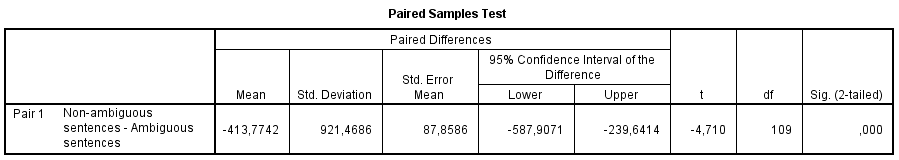 Paired Samples Test
Paired Differences
95% Confidence Interval of the
Difference
Std. Error
Mean
Mean Std. Deviation Lower Upper t df Sig. (2-tailed)
Pair 1 Non-ambiguous
sentences - Ambiguous
sentences
-413,7742 921,4686 87,8586 -587,9071 -239,6414 -4,710 109 ,000